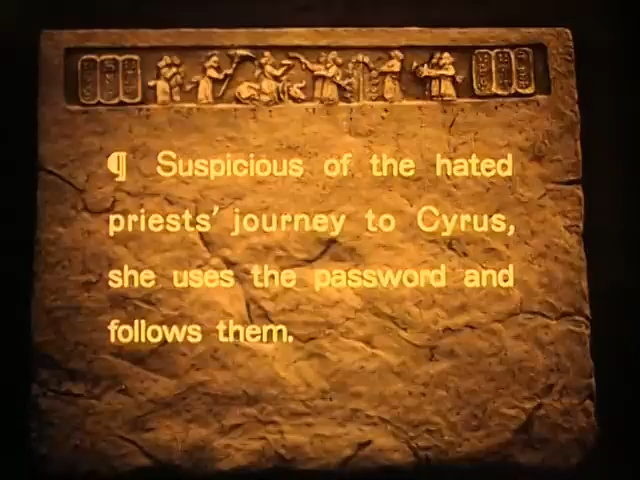 ¶ Suspicious of the hated
priests' journey to Cyrus,
she uses the password and
follows them.